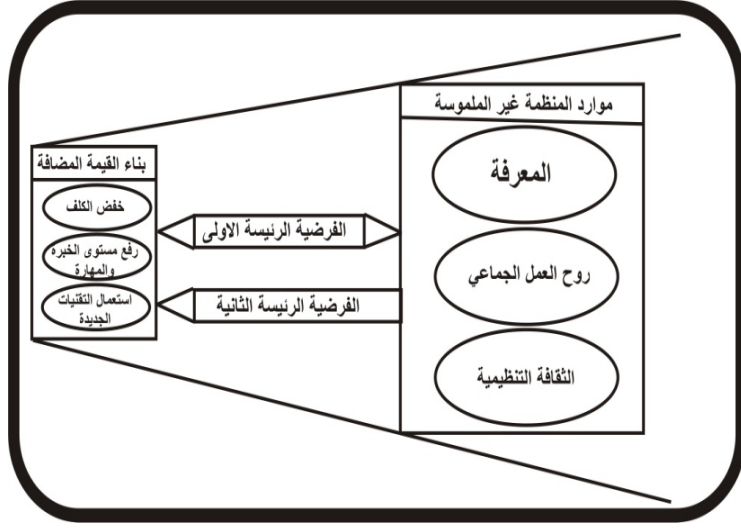 موارد المنظمة غير الملموسة
المعرفة
روح العمل الجماعي
الثقافة التنظيمية
الفرضية الرئيسة الاولى
الفرضية الرئيسة الثانية
بناء القيمة المضافة
خفض الكلف
رفع مستوى الخبره
والمهارة
استعمال التقنيات
الجديدة